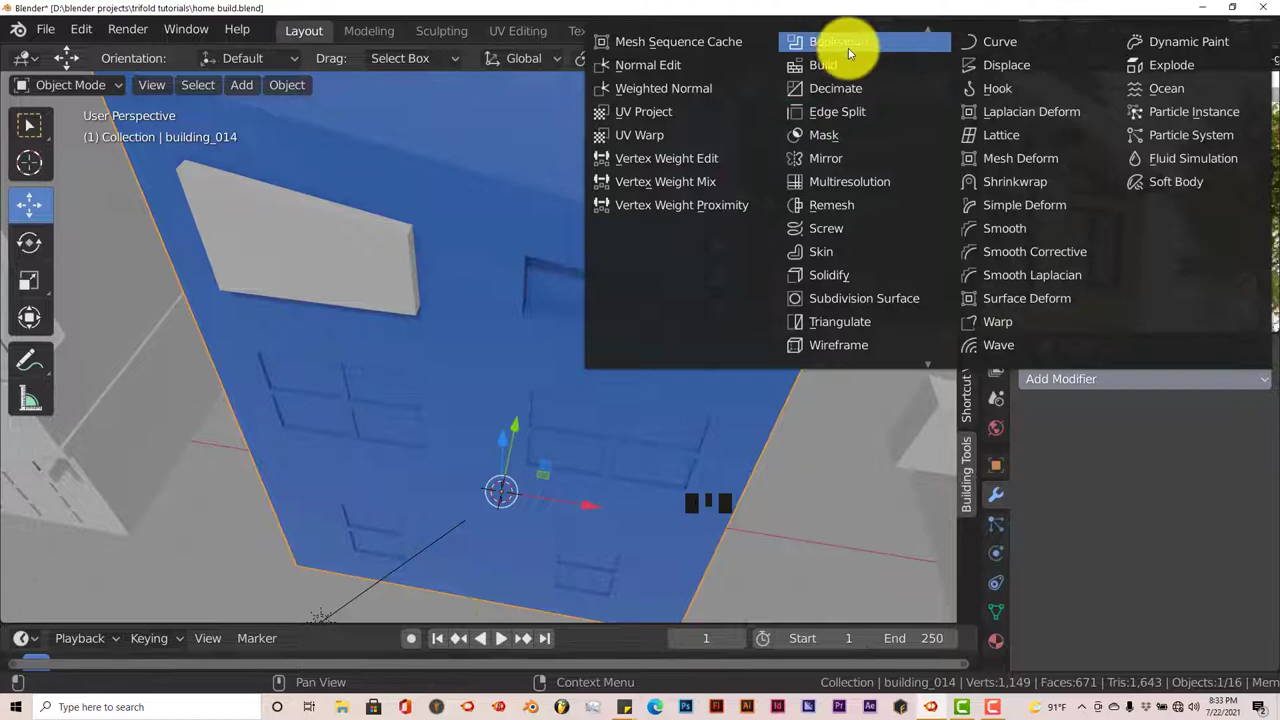 Blender* [D:\blender projects\trifold tutorials\home build.blend]
File Edit Render Window Help Layout Modeling Sculpting UV Editing
Orientation: Default Drag: Select Box Global
Object Mode View Select Add Object
User Perspective
(1) Collection | building_014
Mesh Sequence Cache
Normal Edit
Weighted Normal
UV Project
UV Warp
Vertex Weight Edit
Vertex Weight Mix
Vertex Weight Proximity
Build
Decimate
Edge Split
Mask
Mirror
Multiresolution
Remesh
Screw
Skin
Solidify
Subdivision Surface
Triangulate
Wireframe
Curve
Displace
Hook
Laplacian Deform
Lattice
Mesh Deform
Shrinkwrap
Simple Deform
Smooth
Smooth Corrective
Smooth Laplacian
Surface Deform
Warp
Wave
Dynamic Paint
Explode
Ocean
Particle Instance
Particle System
Fluid Simulation
Soft Body
Add Modifier
Shortcut
Building Tools
Playback Keying View Marker 1 Start 1 End 250
Pan View Context Menu Collection | building_014 | Verts:1,149 | Faces:671 | Tris:1,643 | Objects:1/16 | Memory
Type here to search 91°F 8:33 PM
7/22/2021